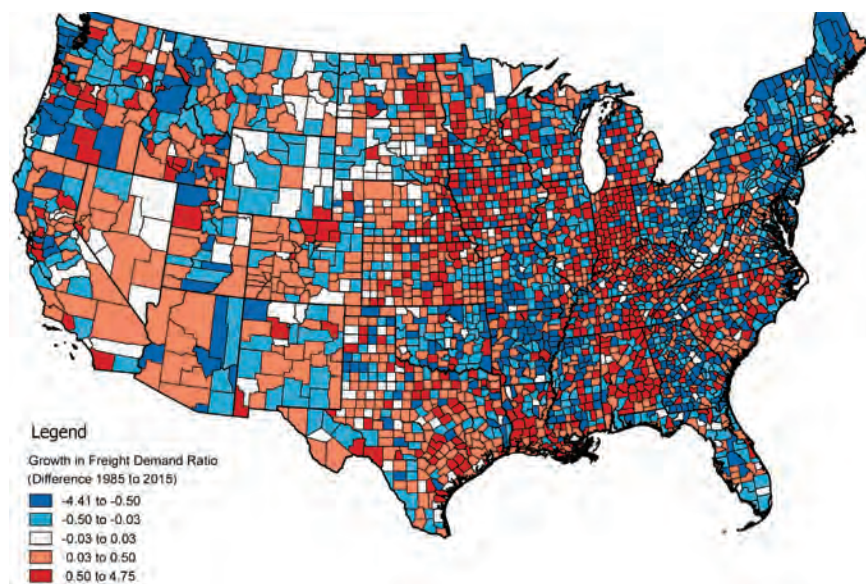 Legend
Growth in Freight Demand Ratio
(Difference 1985 to 2015)
-4.41 to -0.50
-0.50 to -0.03
-0.03 to 0.03
0.03 to 0.50
0.50 to 4.75